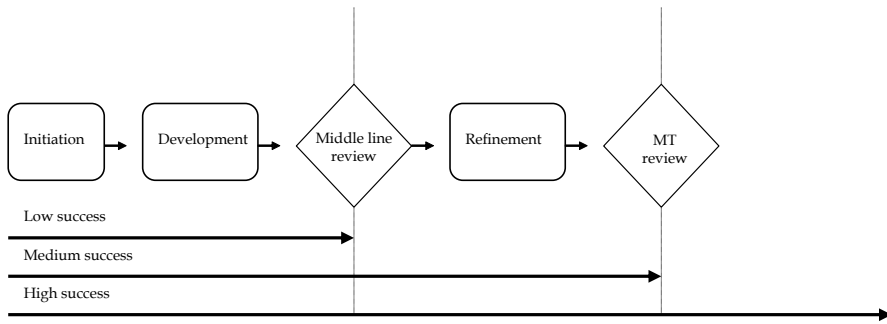 Initiation
Development
Middle line
review
Refinement
MT
review
Low success
Medium success
High success